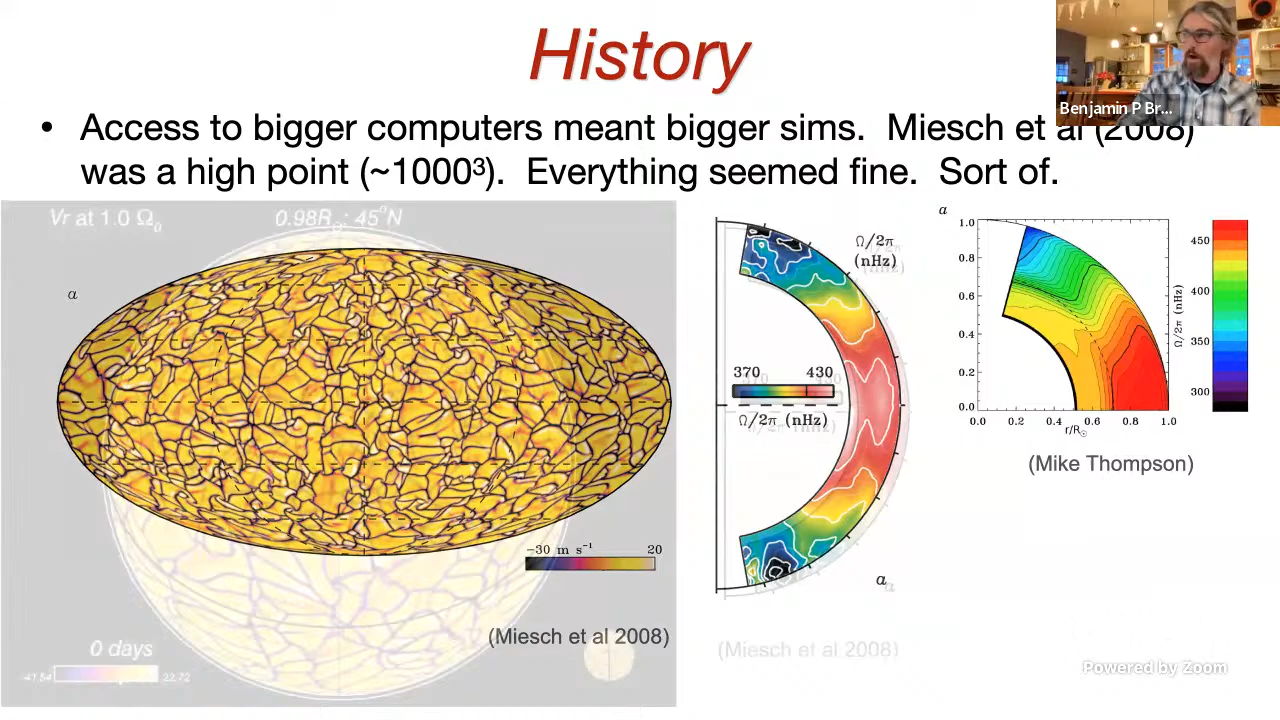 History
Benjamin P Br...
• Access to bigger computers meant bigger sims. Miesch et al (2008)
was a high point (~1000³). Everything seemed fine. Sort of.
Vr at 1.0 Ω₀
0.98R☉: 45°N
a
-30 m s⁻¹ 20
(Miesch et al 2008)
0 days
-41.54 22.72
Ω/2π
(nHz)
370 430
Ω/2π (nHz)
a
(Miesch et al 2008)
a
1.0
0.8
0.6
0.4
0.2
0.0
0.0 0.2 0.4 0.6 0.8 1.0
r/R☉
Ω/2π (nHz)
450
400
350
300
(Mike Thompson)
Powered by Zoom